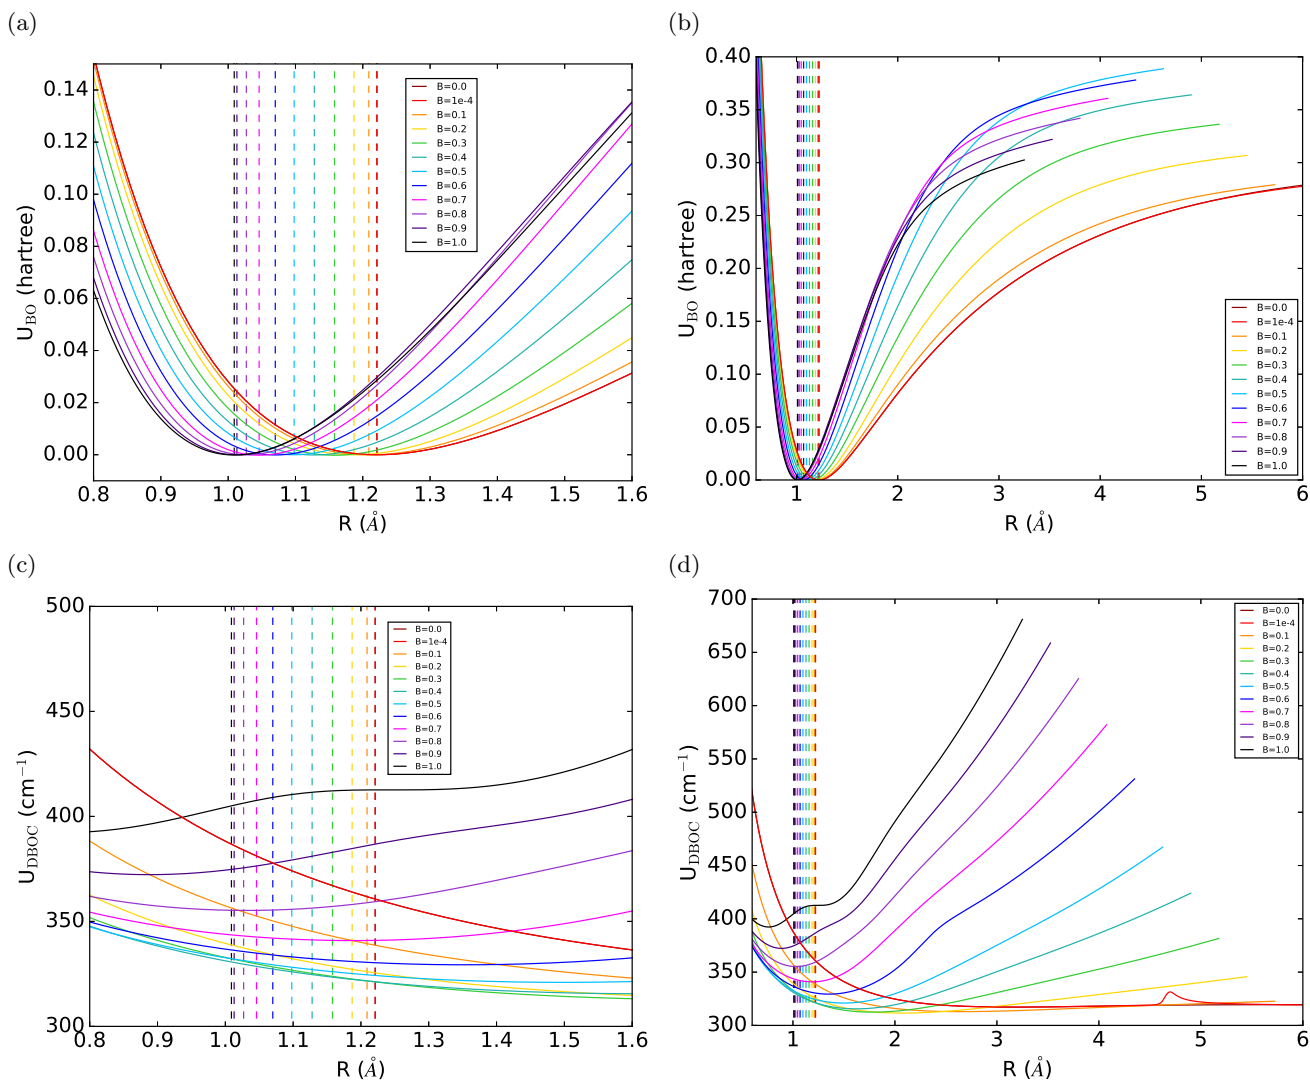 (a)
0.14
0.12
0.10
0.08
0.06
0.04
0.02
0.00
U_BO (hartree)
0.8 0.9 1.0 1.1 1.2 1.3 1.4 1.5 1.6
R (Å)
B=0.0
B=1e-4
B=0.1
B=0.2
B=0.3
B=0.4
B=0.5
B=0.6
B=0.7
B=0.8
B=0.9
B=1.0
(b)
0.40
0.35
0.30
0.25
0.20
0.15
0.10
0.05
0.00
U_BO (hartree)
1 2 3 4 5 6
R (Å)
B=0.0
B=1e-4
B=0.1
B=0.2
B=0.3
B=0.4
B=0.5
B=0.6
B=0.7
B=0.8
B=0.9
B=1.0
(c)
500
450
400
350
300
U_DBOC (cm⁻¹)
0.8 0.9 1.0 1.1 1.2 1.3 1.4 1.5 1.6
R (Å)
B=0.0
B=1e-4
B=0.1
B=0.2
B=0.3
B=0.4
B=0.5
B=0.6
B=0.7
B=0.8
B=0.9
B=1.0
(d)
700
650
600
550
500
450
400
350
300
U_DBOC (cm⁻¹)
1 2 3 4 5 6
R (Å)
B=0.0
B=1e-4
B=0.1
B=0.2
B=0.3
B=0.4
B=0.5
B=0.6
B=0.7
B=0.8
B=0.9
B=1.0